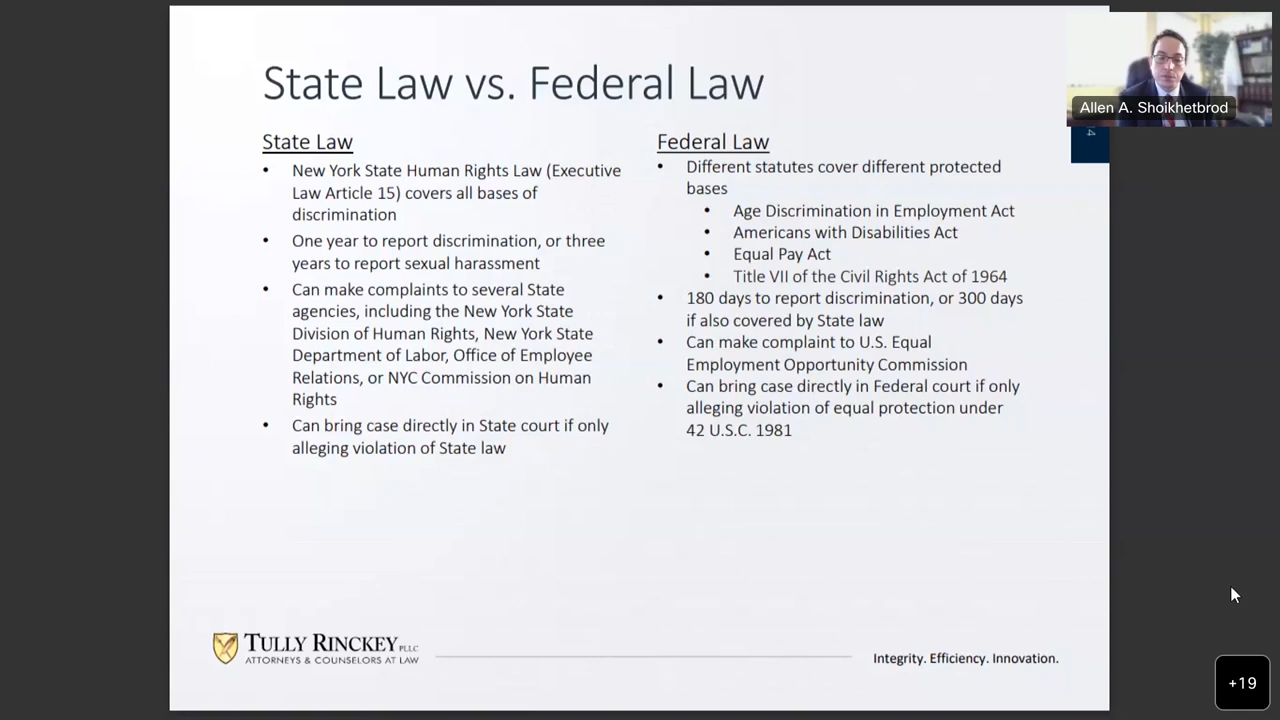 State Law vs. Federal Law
State Law
• New York State Human Rights Law (Executive
Law Article 15) covers all bases of
discrimination
• One year to report discrimination, or three
years to report sexual harassment
• Can make complaints to several State
agencies, including the New York State
Division of Human Rights, New York State
Department of Labor, Office of Employee
Relations, or NYC Commission on Human
Rights
• Can bring case directly in State court if only
alleging violation of State law
Federal Law
• Different statutes cover different protected
bases
• Age Discrimination in Employment Act
• Americans with Disabilities Act
• Equal Pay Act
• Title VII of the Civil Rights Act of 1964
• 180 days to report discrimination, or 300 days
if also covered by State law
• Can make complaint to U.S. Equal
Employment Opportunity Commission
• Can bring case directly in Federal court if only
alleging violation of equal protection under
42 U.S.C. 1981
Allen A. Shoikhetbrod
TULLY RINCKEY PLLC
ATTORNEYS & COUNSELORS AT LAW
Integrity. Efficiency. Innovation.
+19